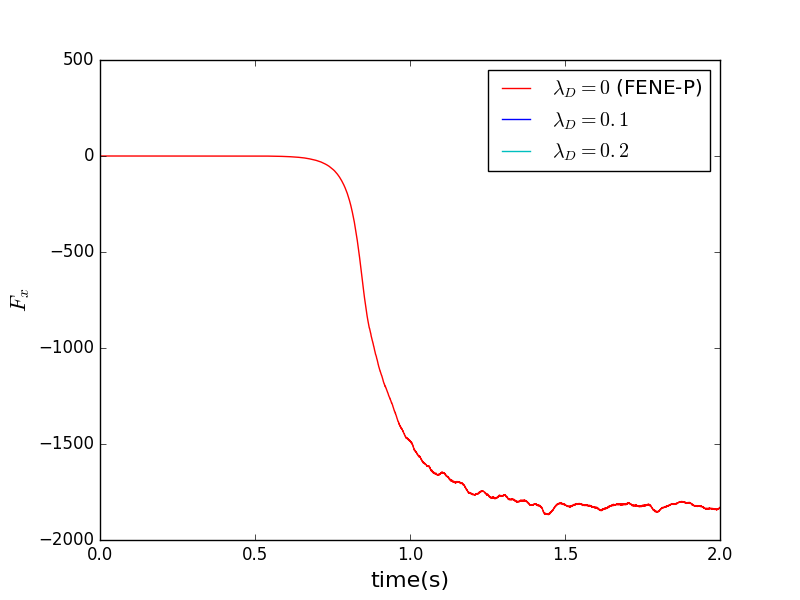 500
0
−500
−1000
−1500
−2000
0.0
0.5
1.0
1.5
2.0
time(s)
F_x
λ_D = 0 (FENE-P)
λ_D = 0.1
λ_D = 0.2